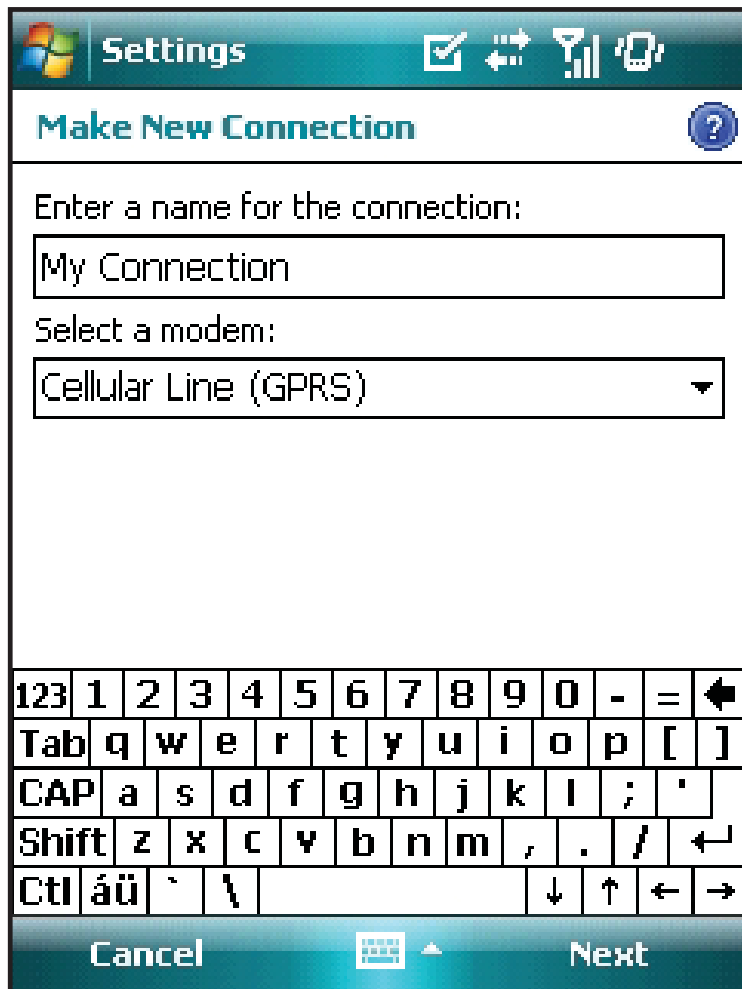 Settings
Make New Connection
Enter a name for the connection:
My Connection
Select a modem:
Cellular Line (GPRS)
123 1 2 3 4 5 6 7 8 9 0 - = 🡄
Tab q w e r t y u i o p [ ]
CAP a s d f g h j k l ; '
Shift z x c v b n m , . / ↵
Ctl áü ` \ ↓ ↑ ← →
Cancel Next